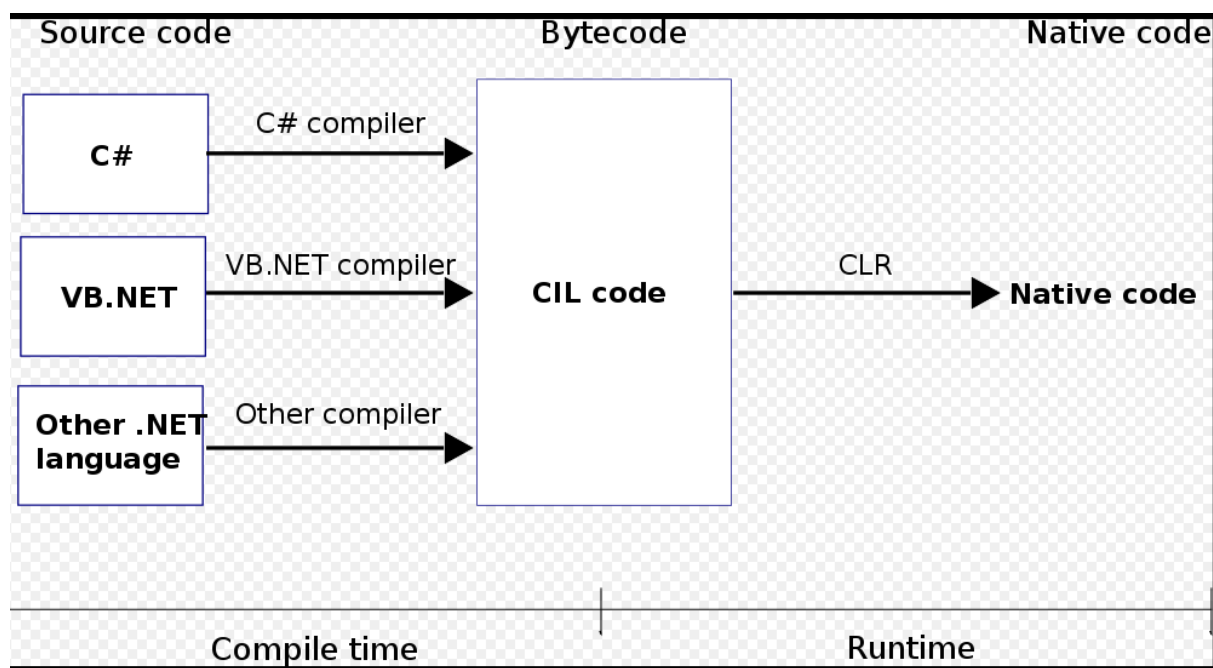 Source code
Bytecode
Native code
C# compiler
C#
VB.NET compiler
VB.NET
CIL code
CLR
Native code
Other compiler
Other .NET
language
Compile time
Runtime